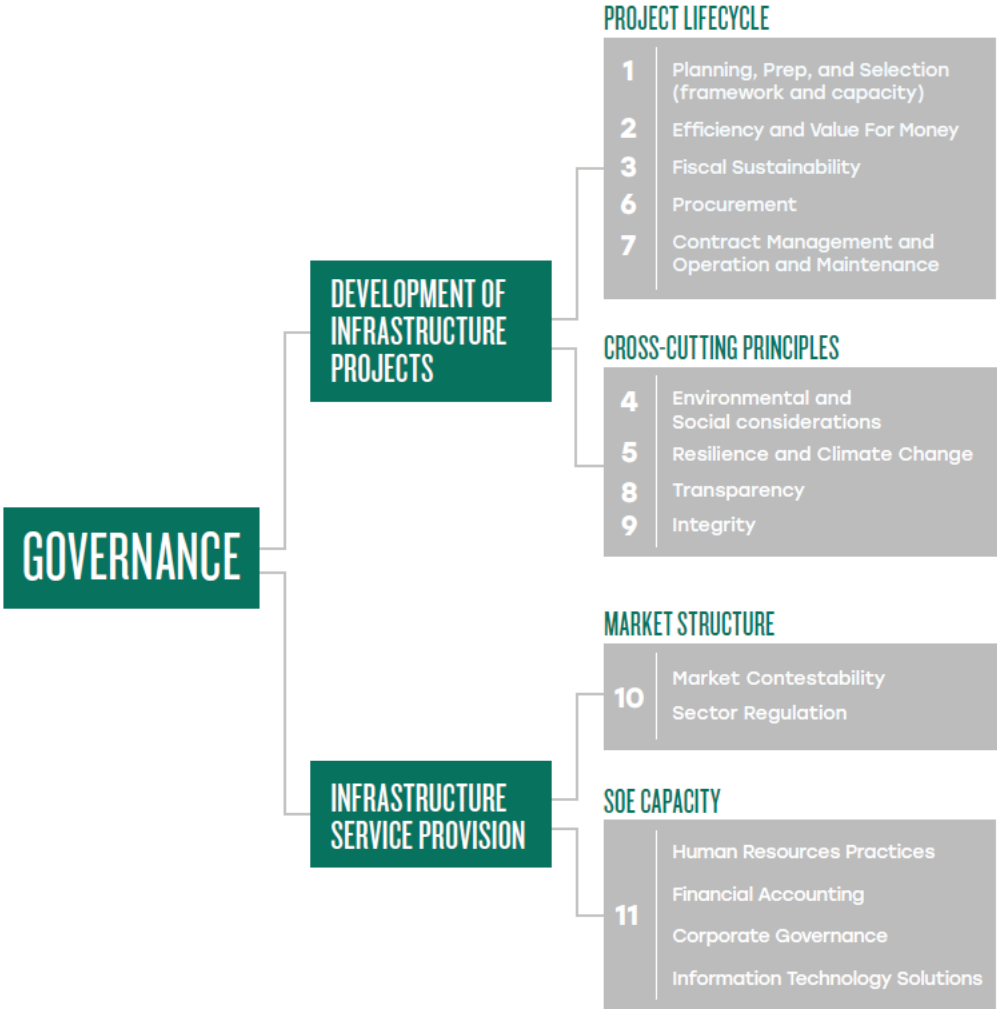 GOVERNANCE
DEVELOPMENT OF
INFRASTRUCTURE
PROJECTS
PROJECT LIFECYCLE
1 Planning, Prep, and Selection
(framework and capacity)
2 Efficiency and Value For Money
3 Fiscal Sustainability
6 Procurement
7 Contract Management and
Operation and Maintenance
CROSS-CUTTING PRINCIPLES
4 Environmental and
Social considerations
5 Resilience and Climate Change
8 Transparency
9 Integrity
INFRASTRUCTURE
SERVICE PROVISION
MARKET STRUCTURE
10
Market Contestability
Sector Regulation
SOE CAPACITY
11
Human Resources Practices
Financial Accounting
Corporate Governance
Information Technology Solutions